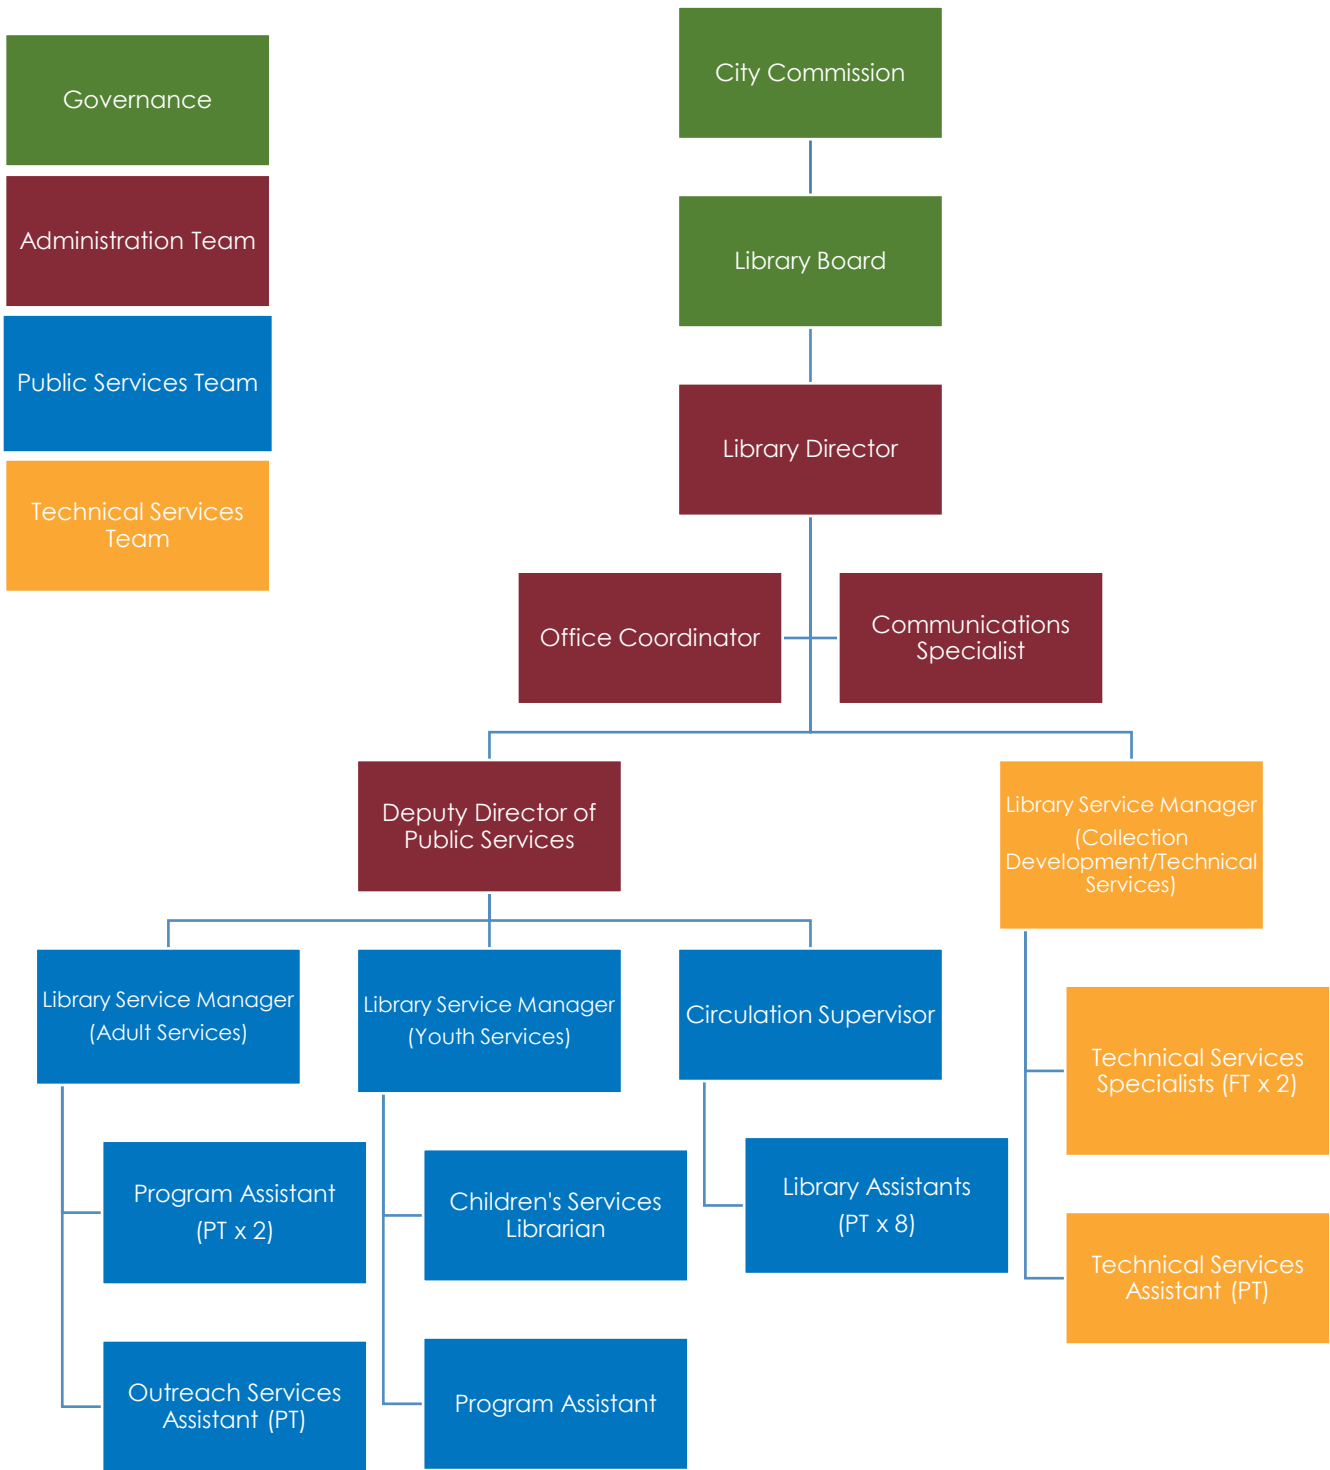 Governance
Administration Team
Public Services Team
Technical Services
Team
City Commission
Library Board
Library Director
Office Coordinator
Communications
Specialist
Deputy Director of
Public Services
Library Service Manager
(Collection
Development/Technical
Services)
Library Service Manager
(Adult Services)
Library Service Manager
(Youth Services)
Circulation Supervisor
Program Assistant
(PT x 2)
Outreach Services
Assistant (PT)
Children's Services
Librarian
Program Assistant
Library Assistants
(PT x 8)
Technical Services
Specialists (FT x 2)
Technical Services
Assistant (PT)